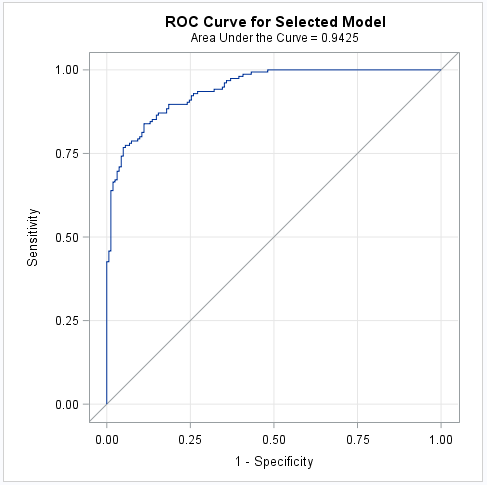 ROC Curve for Selected Model
Area Under the Curve = 0.9425
1.00
0.75
0.50
0.25
0.00
Sensitivity
0.00 0.25 0.50 0.75 1.00
1 - Specificity